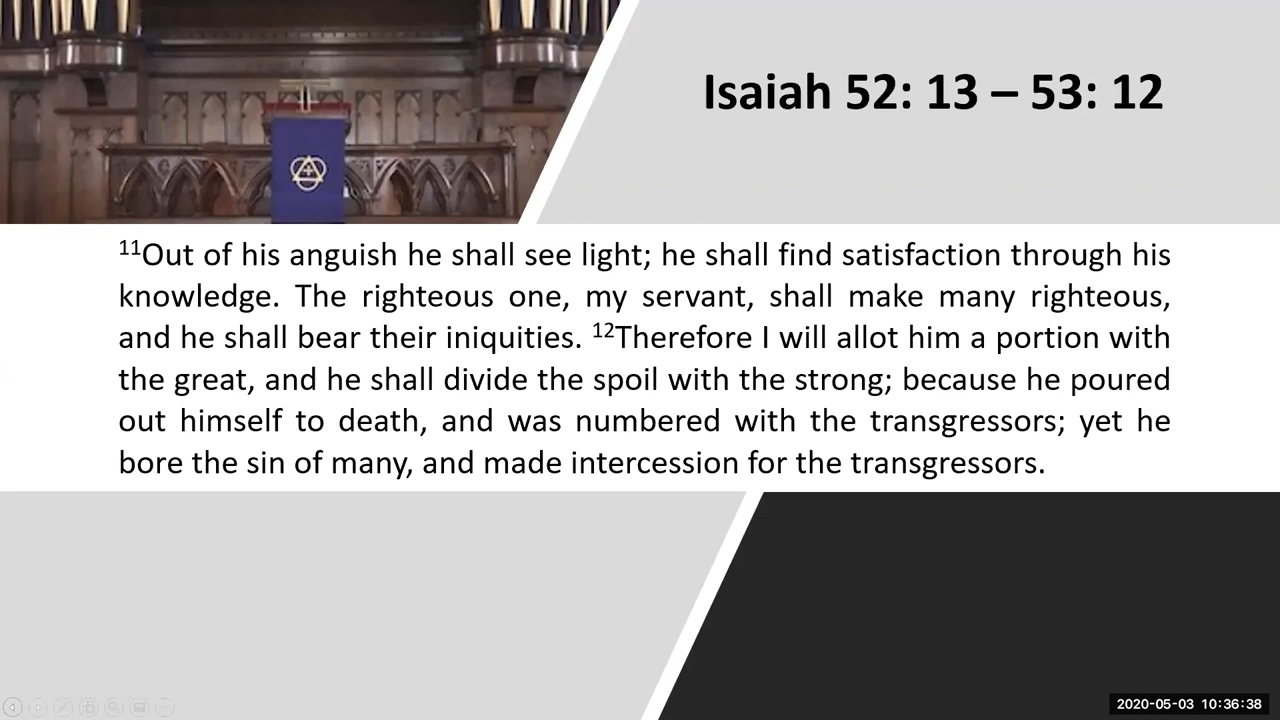 Isaiah 52: 13 – 53: 12
¹¹Out of his anguish he shall see light; he shall find satisfaction through his
knowledge. The righteous one, my servant, shall make many righteous,
and he shall bear their iniquities. ¹²Therefore I will allot him a portion with
the great, and he shall divide the spoil with the strong; because he poured
out himself to death, and was numbered with the transgressors; yet he
bore the sin of many, and made intercession for the transgressors.
2020-05-03 10:36:38